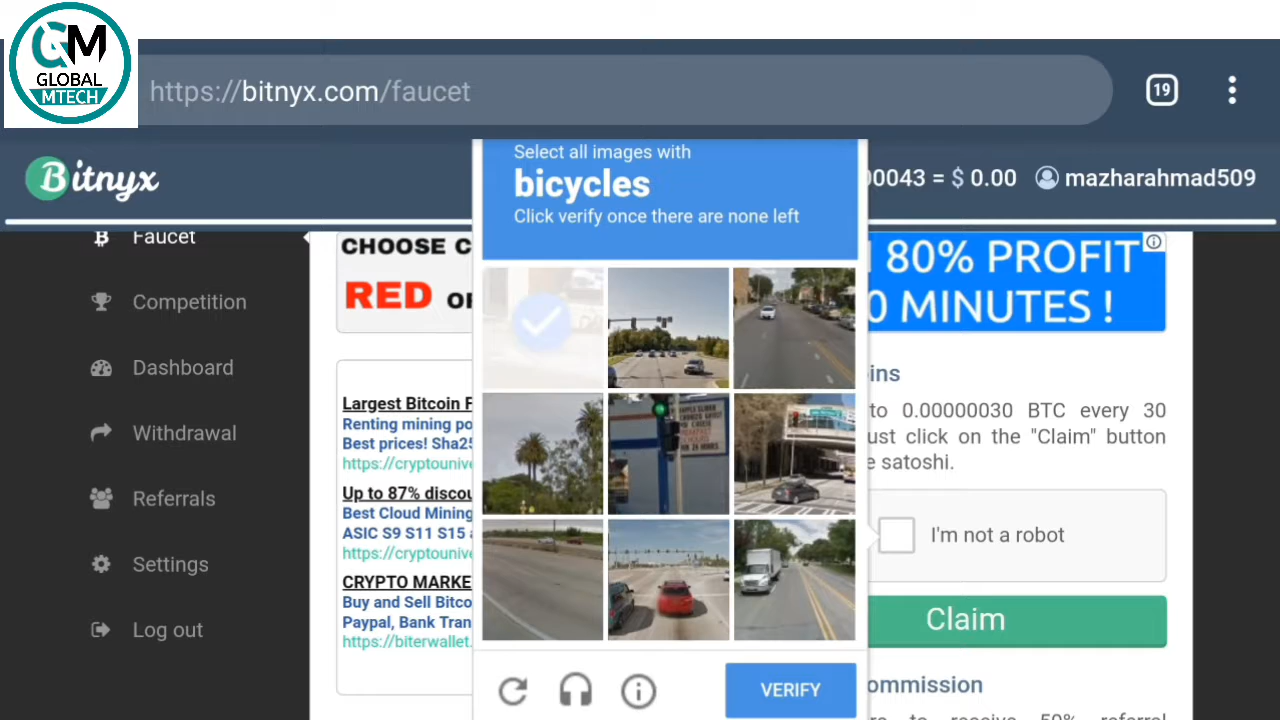 GM
GLOBAL
MTECH
https://bitnyx.com/faucet
19
Bitnyx
00043 = $ 0.00
mazharahmad509
Select all images with
bicycles
Click verify once there are none left
Faucet
Competition
Dashboard
Withdrawal
Referrals
Settings
Log out
CHOOSE C
RED
80% PROFIT
0 MINUTES !
Largest Bitcoin F
Renting mining po
Best prices! Sha25
https://cryptounive
Up to 87% discou
Best Cloud Mining
ASIC S9 S11 S15
https://cryptounive
CRYPTO MARKE
Buy and Sell Bitco
Paypal, Bank Tran
https://biterwallet.
ins
to 0.00000030 BTC every 30
ust click on the "Claim" button
e satoshi.
I'm not a robot
Claim
VERIFY
ommission